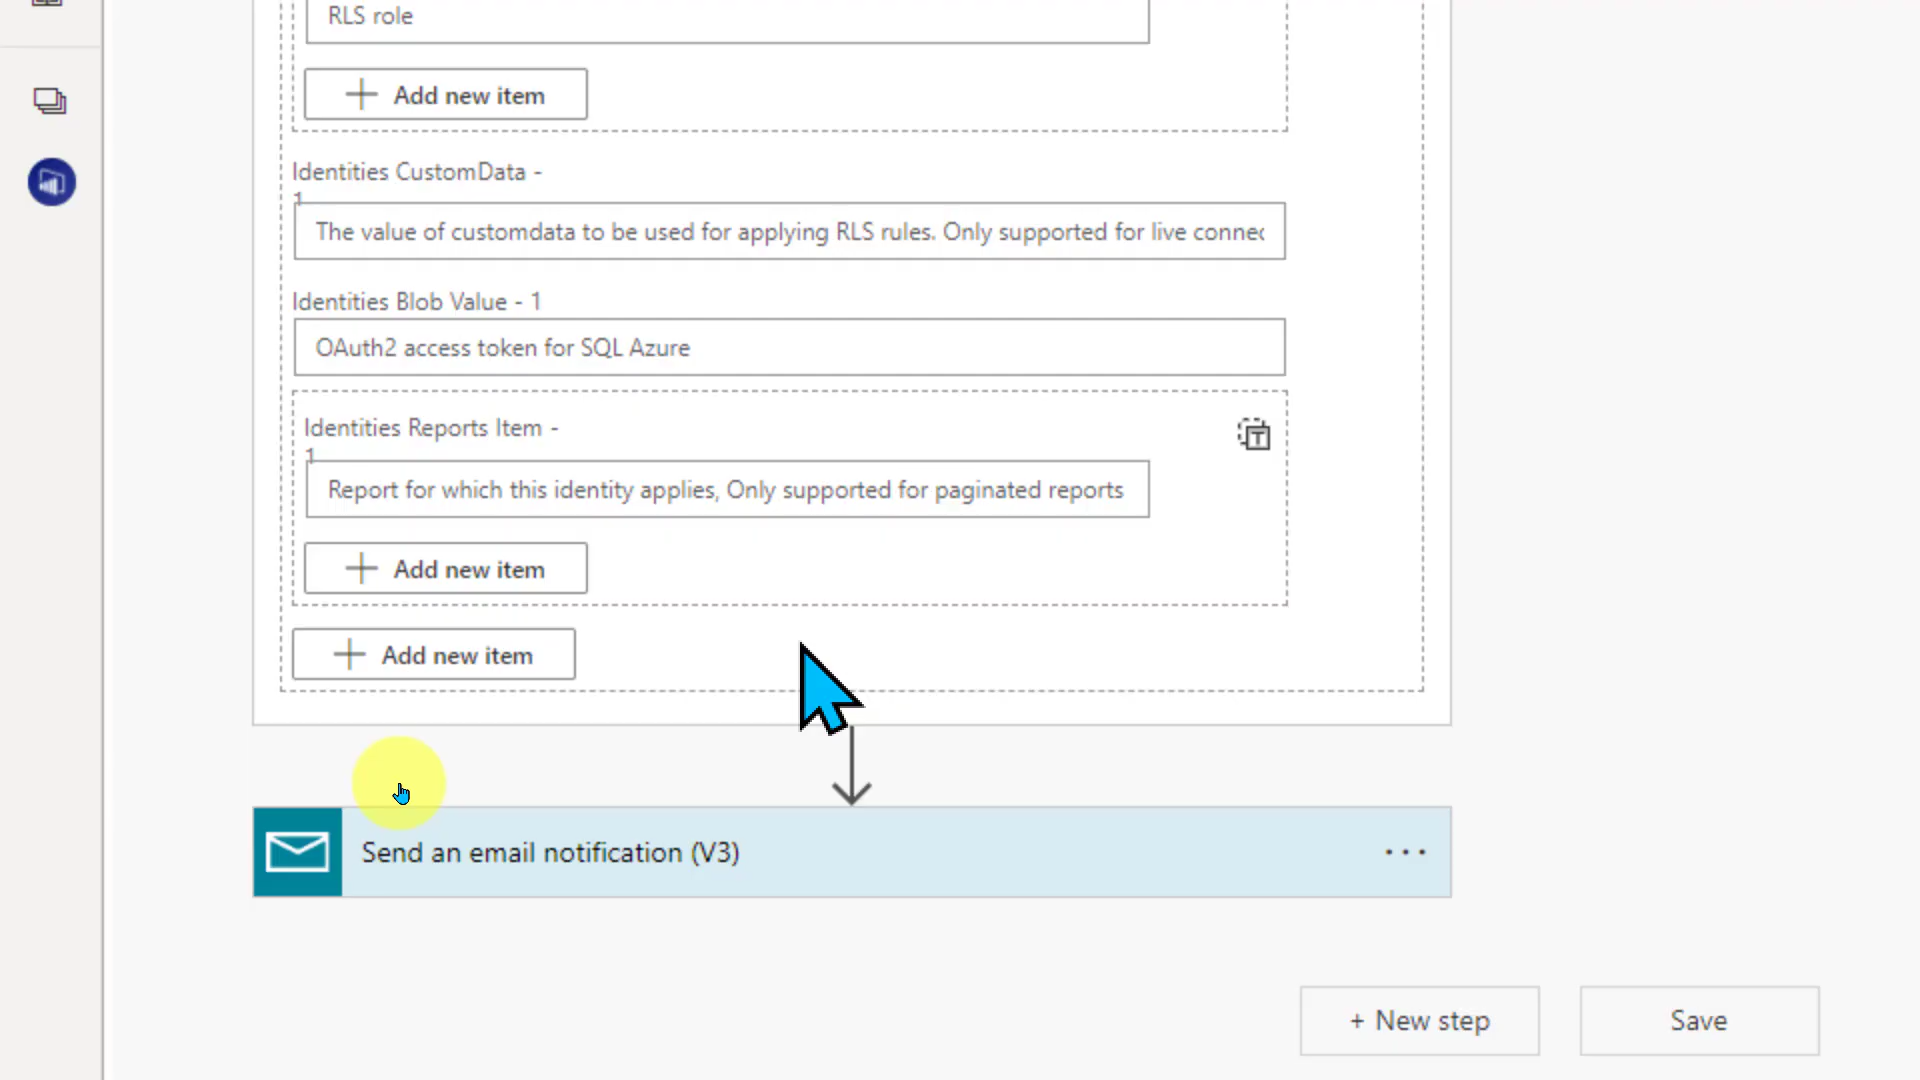 RLS role
Add new item
Identities CustomData -
1
The value of customdata to be used for applying RLS rules. Only supported for live connec
Identities Blob Value - 1
OAuth2 access token for SQL Azure
Identities Reports Item -
1
Report for which this identity applies, Only supported for paginated reports
Add new item
Add new item
Send an email notification (V3)
+ New step
Save